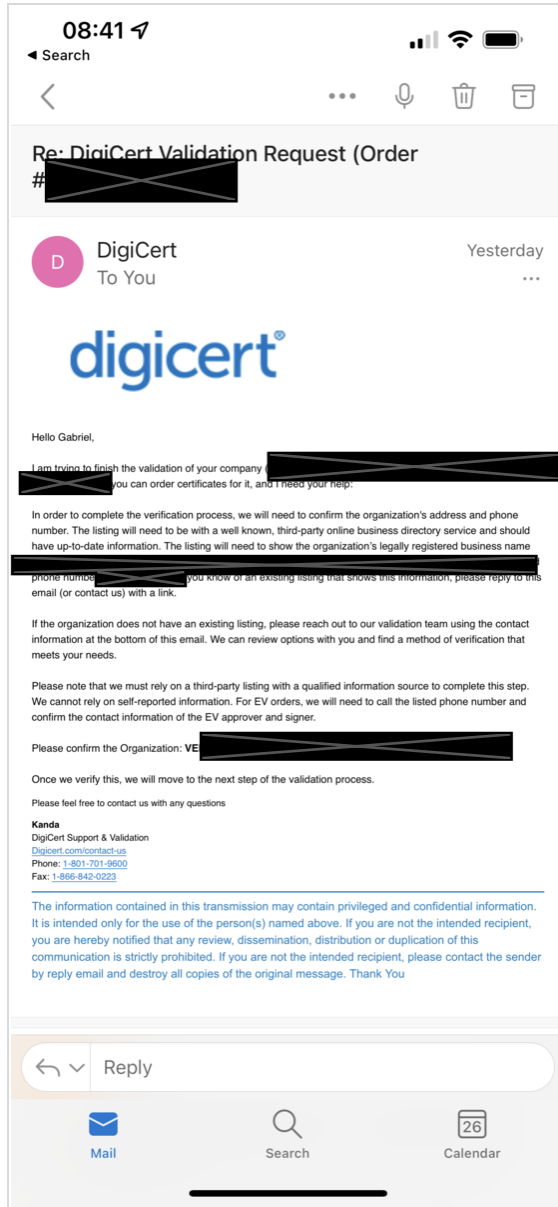 08:41
Search
Re: DigiCert Validation Request (Order
#
D
DigiCert
Yesterday
To You
digicert®
Hello Gabriel,
I am trying to finish the validation of your company (
you can order certificates for it, and I need your help:
In order to complete the verification process, we will need to confirm the organization's address and phone
number. The listing will need to be with a well known, third-party online business directory service and should
have up-to-date information. The listing will need to show the organization's legally registered business name
phone number you know of an existing listing that shows this information, please reply to this
email (or contact us) with a link.
If the organization does not have an existing listing, please reach out to our validation team using the contact
information at the bottom of this email. We can review options with you and find a method of verification that
meets your needs.
Please note that we must rely on a third-party listing with a qualified information source to complete this step.
We cannot rely on self-reported information. For EV orders, we will need to call the listed phone number and
confirm the contact information of the EV approver and signer.
Please confirm the Organization: VE
Once we verify this, we will move to the next step of the validation process.
Please feel free to contact us with any questions
Kanda
DigiCert Support & Validation
Digicert.com/contact-us
Phone: 1-801-701-9600
Fax: 1-866-842-0223
The information contained in this transmission may contain privileged and confidential information.
It is intended only for the use of the person(s) named above. If you are not the intended recipient,
you are hereby notified that any review, dissemination, distribution or duplication of this
communication is strictly prohibited. If you are not the intended recipient, please contact the sender
by reply email and destroy all copies of the original message. Thank You
Reply
26
Mail
Search
Calendar